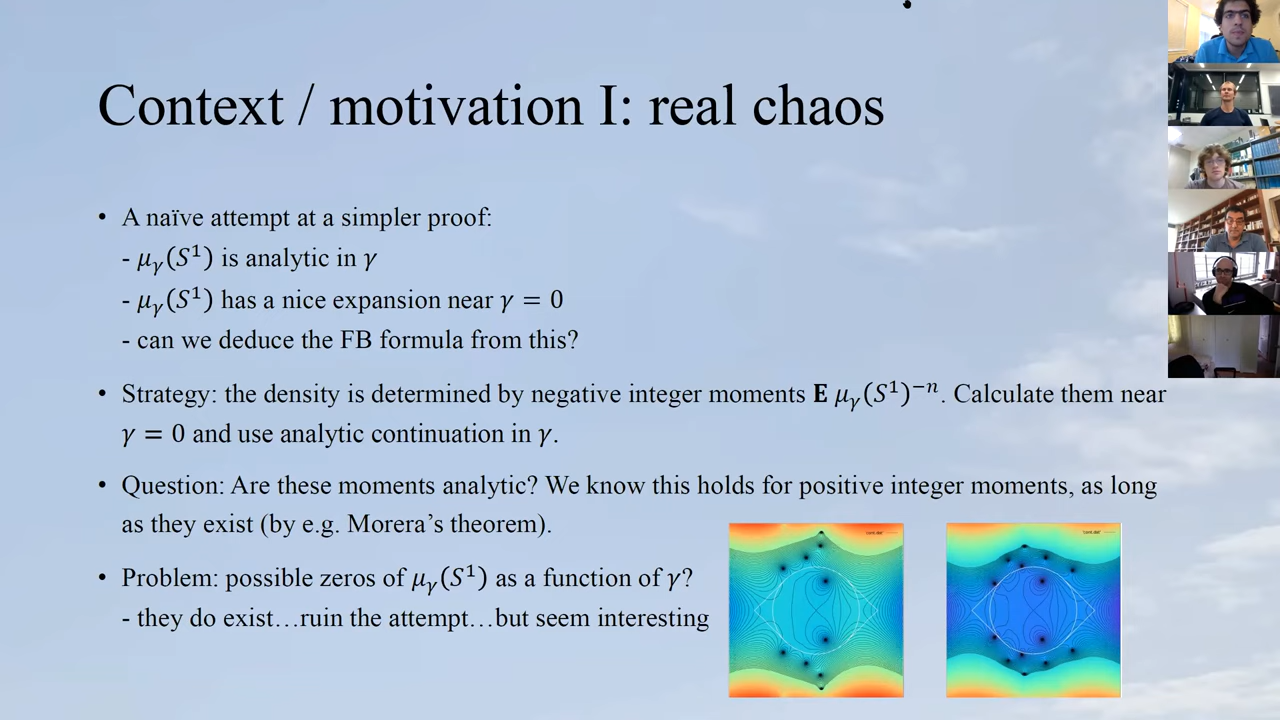 Context / motivation I: real chaos
• A naïve attempt at a simpler proof:
- μ_γ(S¹) is analytic in γ
- μ_γ(S¹) has a nice expansion near γ = 0
- can we deduce the FB formula from this?
• Strategy: the density is determined by negative integer moments 𝐄 μ_γ(S¹)⁻ⁿ. Calculate them near
γ = 0 and use analytic continuation in γ.
• Question: Are these moments analytic? We know this holds for positive integer moments, as long
as they exist (by e.g. Morera’s theorem).
• Problem: possible zeros of μ_γ(S¹) as a function of γ?
- they do exist…ruin the attempt…but seem interesting